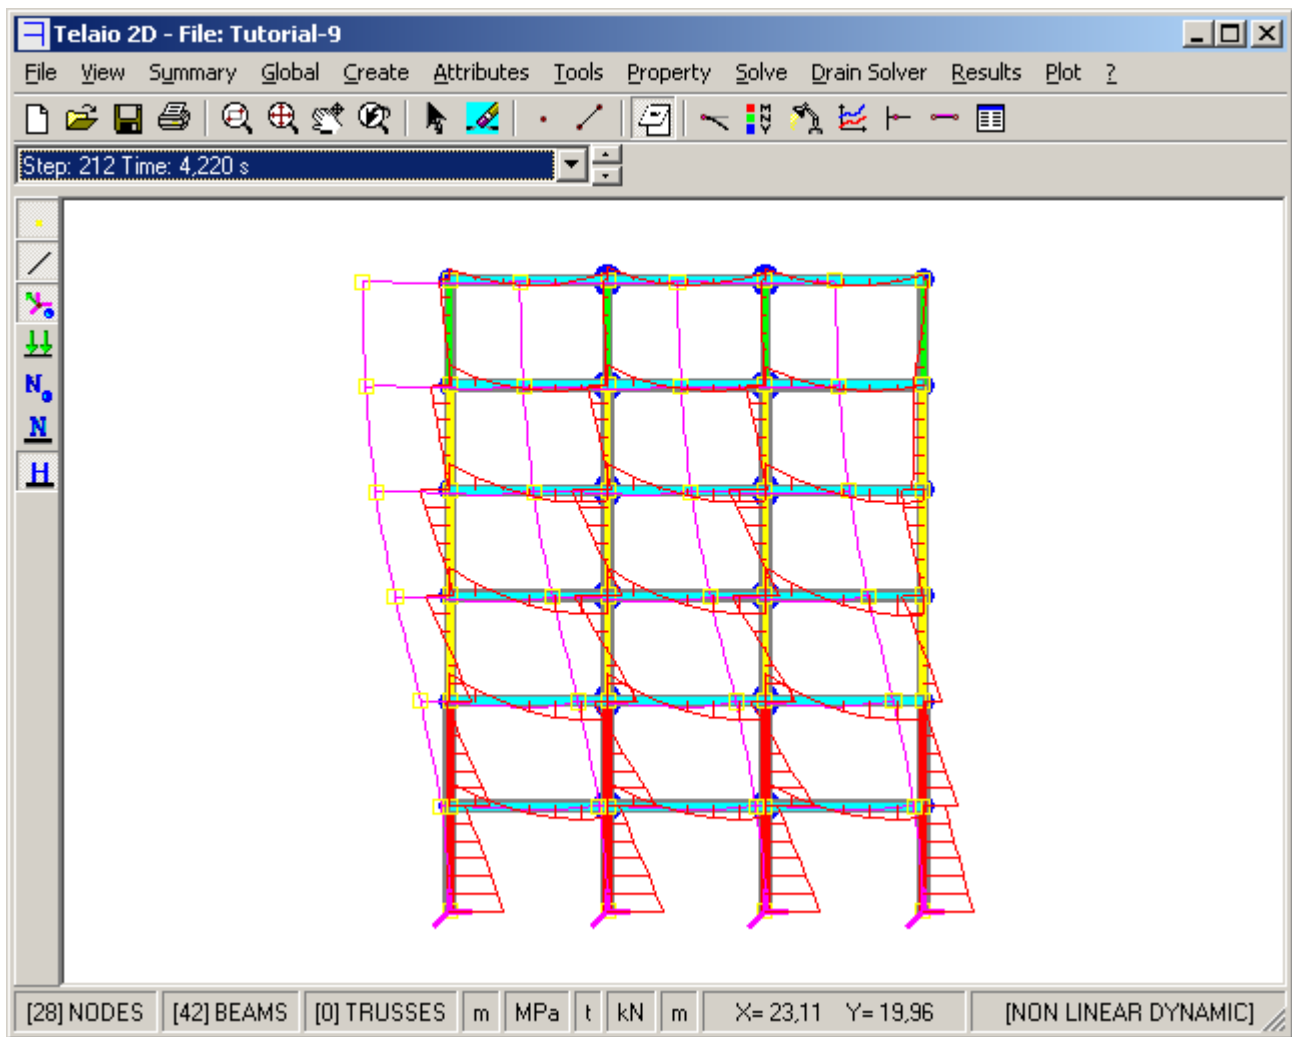 Telaio 2D - File: Tutorial-9
File View Summary Global Create Attributes Tools Property Solve Drain Solver Results Plot ?
M N V
Step: 212 Time: 4,220 s
N
N
H
[28] NODES [42] BEAMS [0] TRUSSES m MPa t kN m X= 23,11 Y= 19,96 [NON LINEAR DYNAMIC]